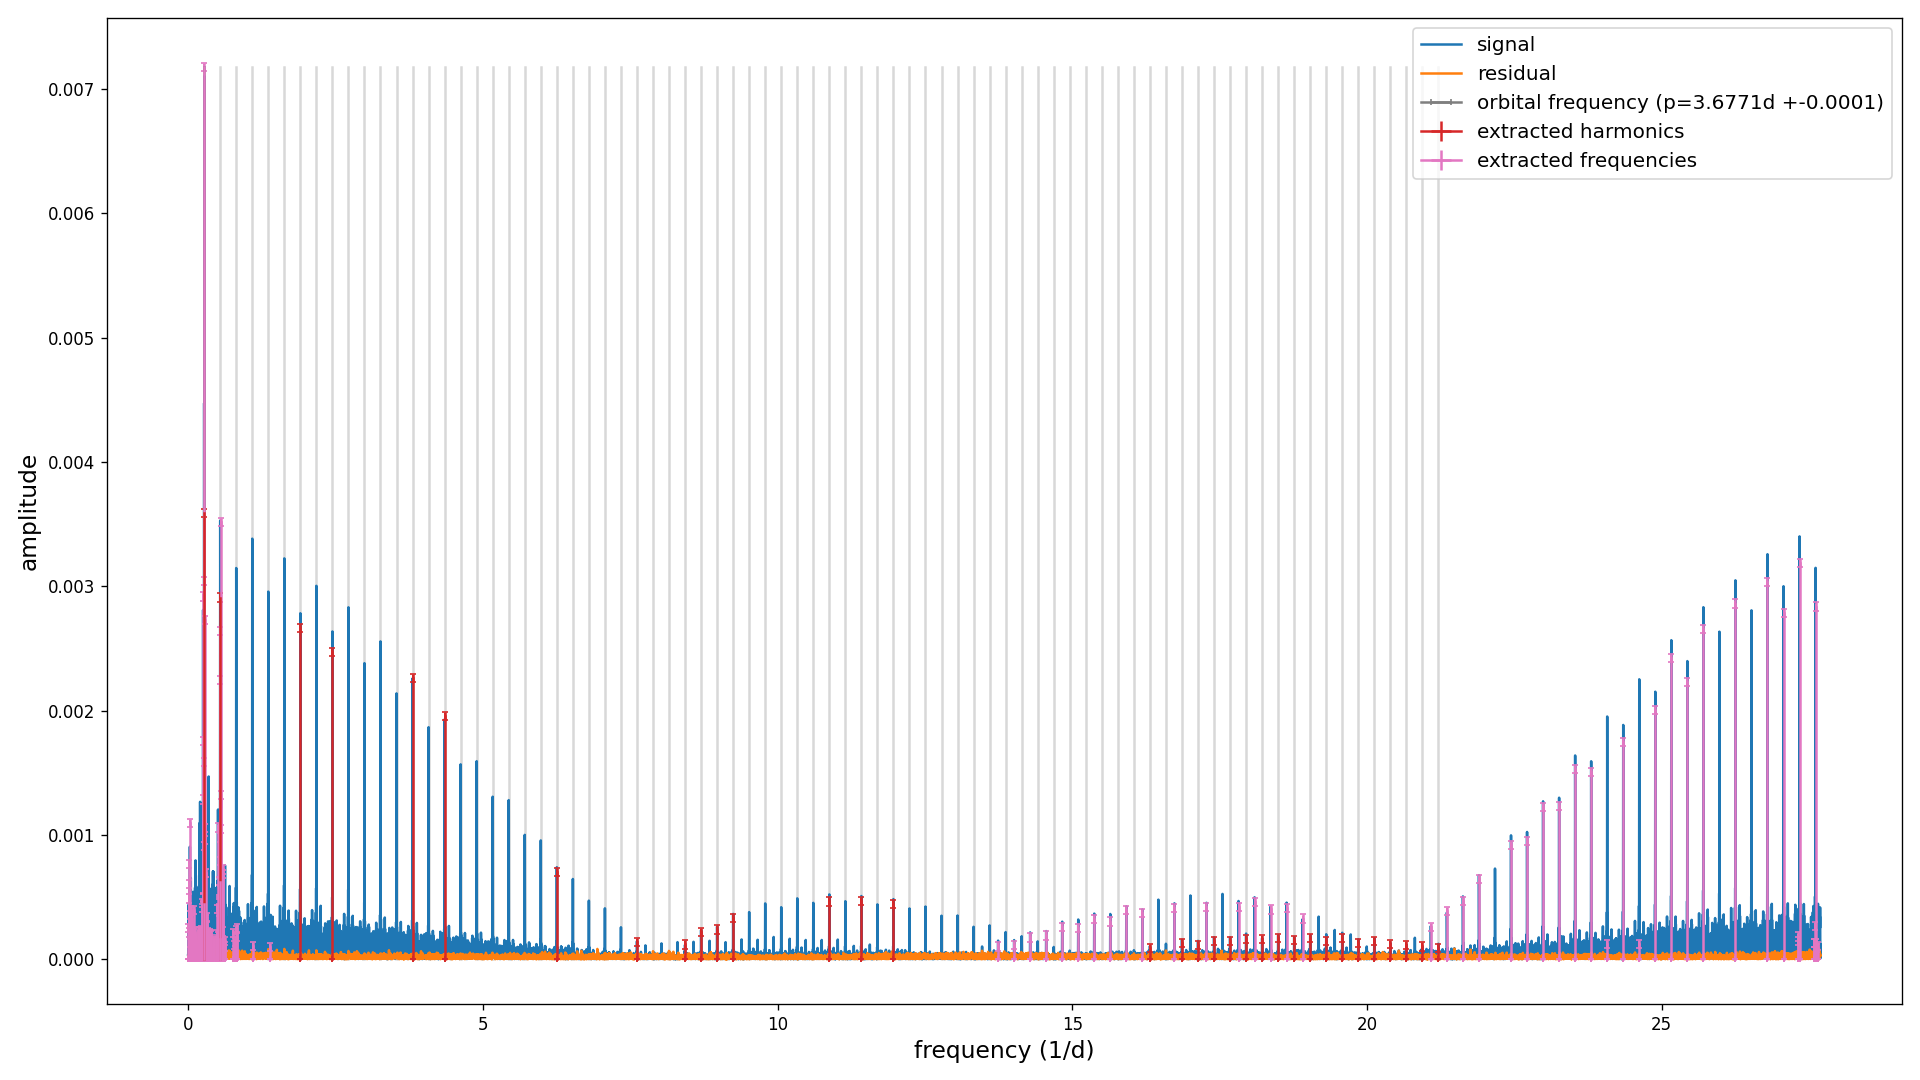 signal
residual
orbital frequency (p=3.6771d +-0.0001)
extracted harmonics
extracted frequencies
0.007
0.006
0.005
0.004
0.003
0.002
0.001
0.000
amplitude
0 5 10 15 20 25
frequency (1/d)